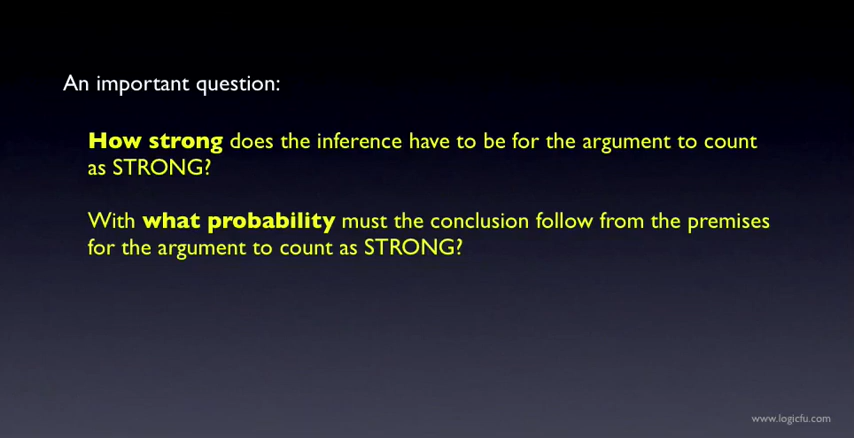 An important question:
How strong does the inference have to be for the argument to count
as STRONG?
With what probability must the conclusion follow from the premises
for the argument to count as STRONG?
www.logicfu.com